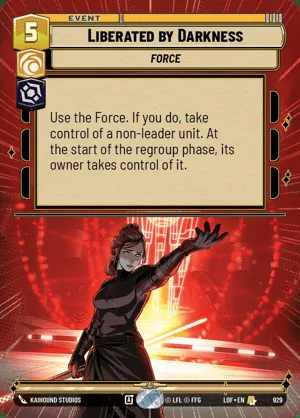 5
EVENT
LIBERATED BY DARKNESS
FORCE
Use the Force. If you do, take
control of a non-leader unit. At
the start of the regroup phase, its
owner takes control of it.
KAIHOUND STUDIOS
© LFL © FFG
LOF • EN
929